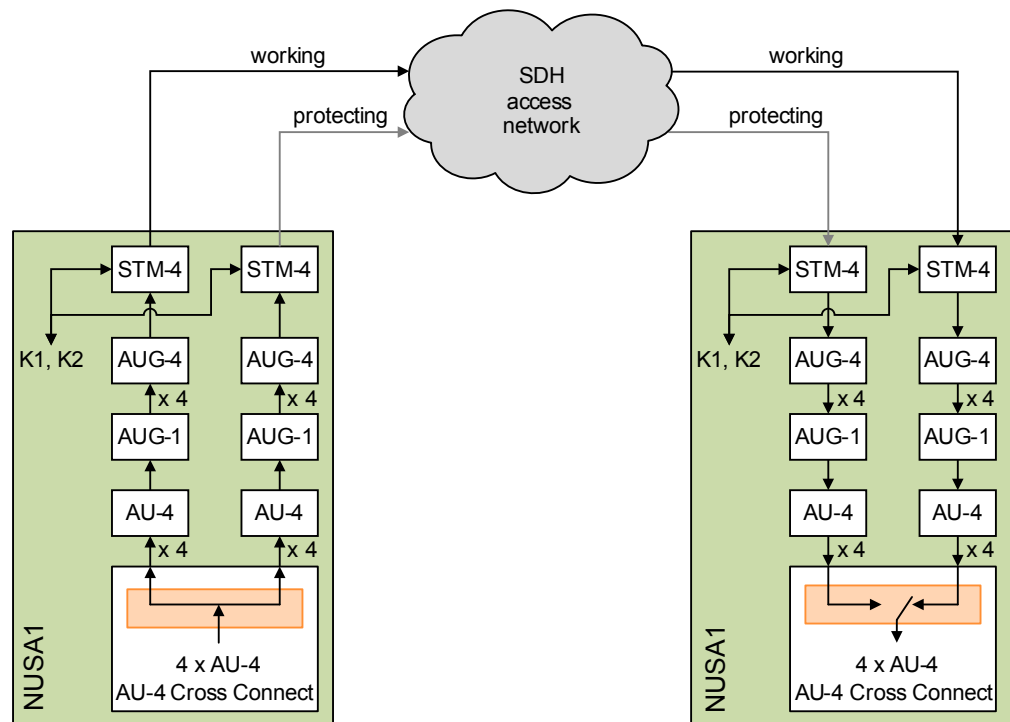 working
working
SDH
access
network
protecting
protecting
STM-4
STM-4
STM-4
STM-4
K1, K2
K1, K2
AUG-4
AUG-4
AUG-4
AUG-4
x 4
x 4
x 4
x 4
AUG-1
AUG-1
AUG-1
AUG-1
AU-4
AU-4
AU-4
AU-4
x 4
x 4
x 4
x 4
NUSA1
4 x AU-4
AU-4 Cross Connect
NUSA1
4 x AU-4
AU-4 Cross Connect